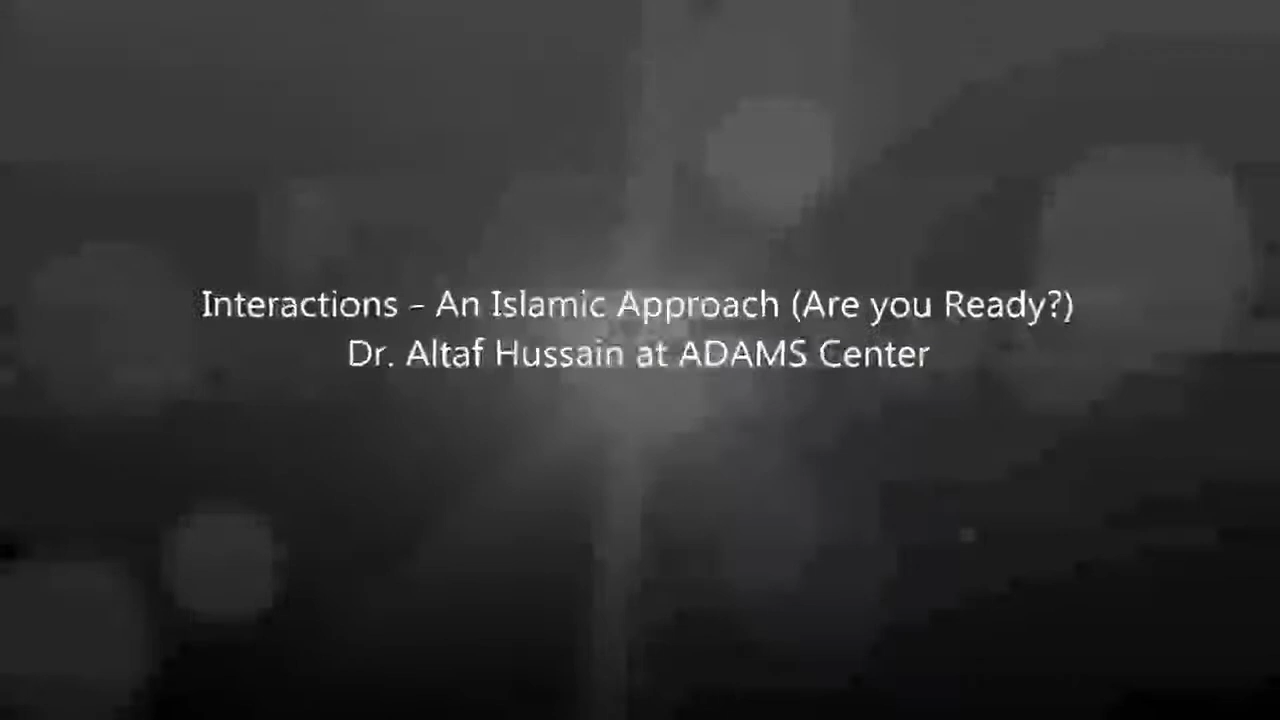 Interactions – An Islamic Approach (Are you Ready?)
Dr. Altaf Hussain at ADAMS Center